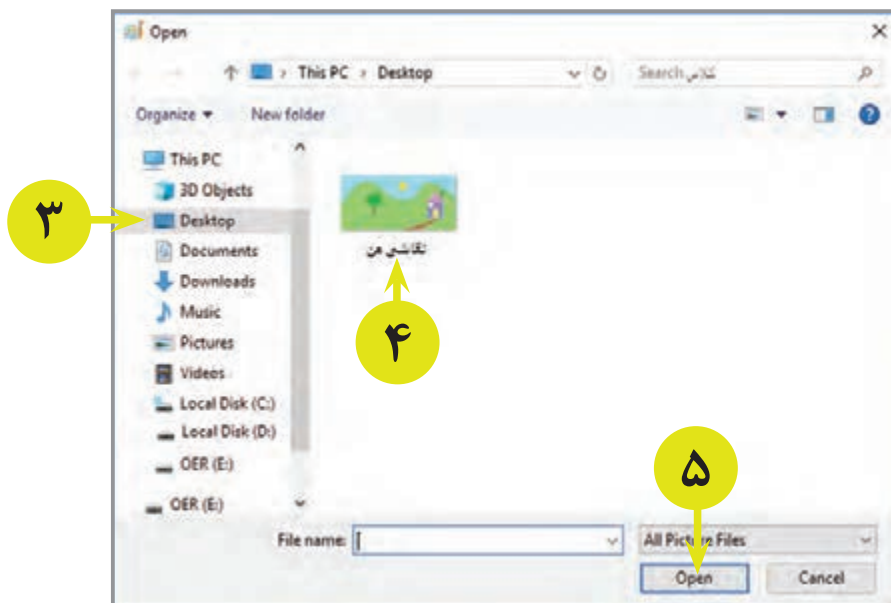 Open
This PC › Desktop
Search کلاس
Organize
New folder
This PC
3D Objects
Desktop
Documents
Downloads
Music
Pictures
Videos
Local Disk (C:)
Local Disk (D:)
OER (E:)
OER (E:)
نقاشی من
۳
۴
۵
File name:
All Picture Files
Open
Cancel